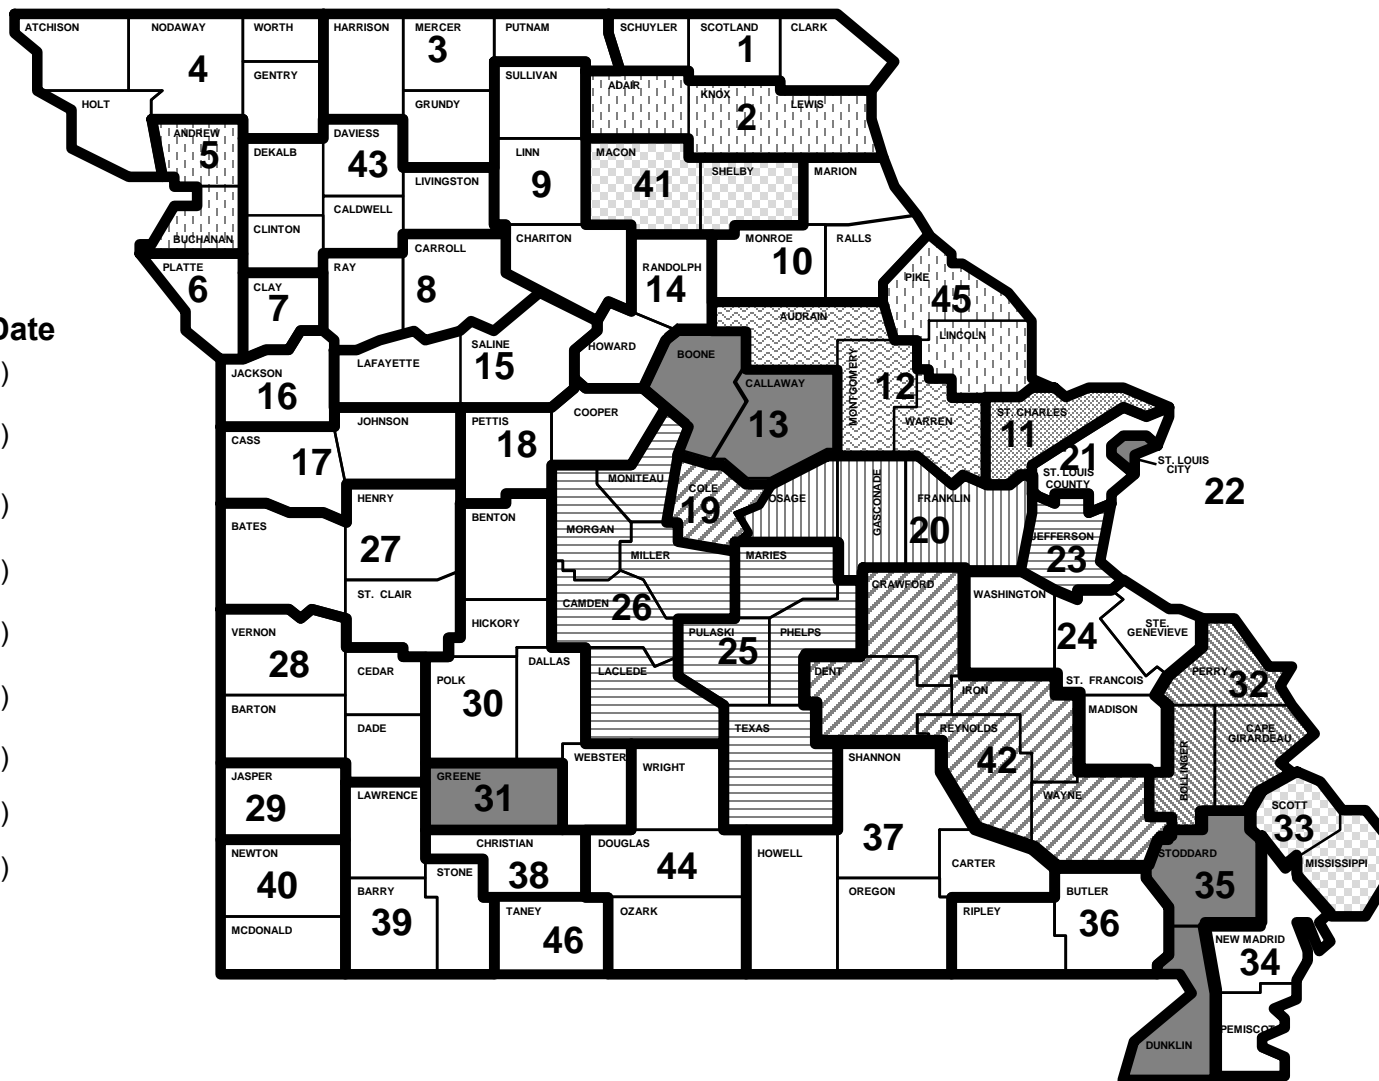 ATCHISON
NODAWAY
WORTH
HARRISON
MERCER
PUTNAM
SCHUYLER
SCOTLAND
CLARK
4
3
1
GENTRY
SULLIVAN
ADAIR
KNOX
LEWIS
HOLT
GRUNDY
2
ANDREW
5
DEKALB
DAVIESS
43
LINN
9
MACON
41
SHELBY
MARION
LIVINGSTON
CALDWELL
BUCHANAN
CLINTON
CHARITON
MONROE
RALLS
10
PLATTE
6
CLAY
7
RAY
CARROLL
8
RANDOLPH
14
PIKE
45
Date
AUDRAIN
LINCOLN
HOWARD
SALINE
15
BOONE
LAFAYETTE
)
JACKSON
16
CALLAWAY
13
MONTGOMERY
12
WARREN
ST. CHARLES
11
)
CASS
17
JOHNSON
PETTIS
18
COOPER
21
ST. LOUIS
COUNTY
ST. LOUIS
CITY
22
MONITEAU
COLE
19
OSAGE
GASCONADE
FRANKLIN
20
)
BATES
HENRY
27
BENTON
MORGAN
MILLER
MARIES
JEFFERSON
23
)
ST. CLAIR
CAMDEN
26
CRAWFORD
WASHINGTON
)
VERNON
28
HICKORY
PULASKI
25
PHELPS
24
STE.
GENEVIEVE
CEDAR
POLK
30
DALLAS
LACLEDE
DENT
IRON
ST. FRANCOIS
PERRY
32
)
BARTON
DADE
TEXAS
REYNOLDS
42
MADISON
CAPE
GIRARDEAU
BOLLINGER
)
JASPER
29
GREENE
31
WEBSTER
WRIGHT
SHANNON
LAWRENCE
WAYNE
SCOTT
33
)
NEWTON
40
CHRISTIAN
38
DOUGLAS
44
HOWELL
37
CARTER
STODDARD
35
MISSISSIPPI
)
STONE
BARRY
39
OREGON
BUTLER
36
TANEY
46
OZARK
RIPLEY
MCDONALD
NEW MADRID
34
PEMISCOT
DUNKLIN